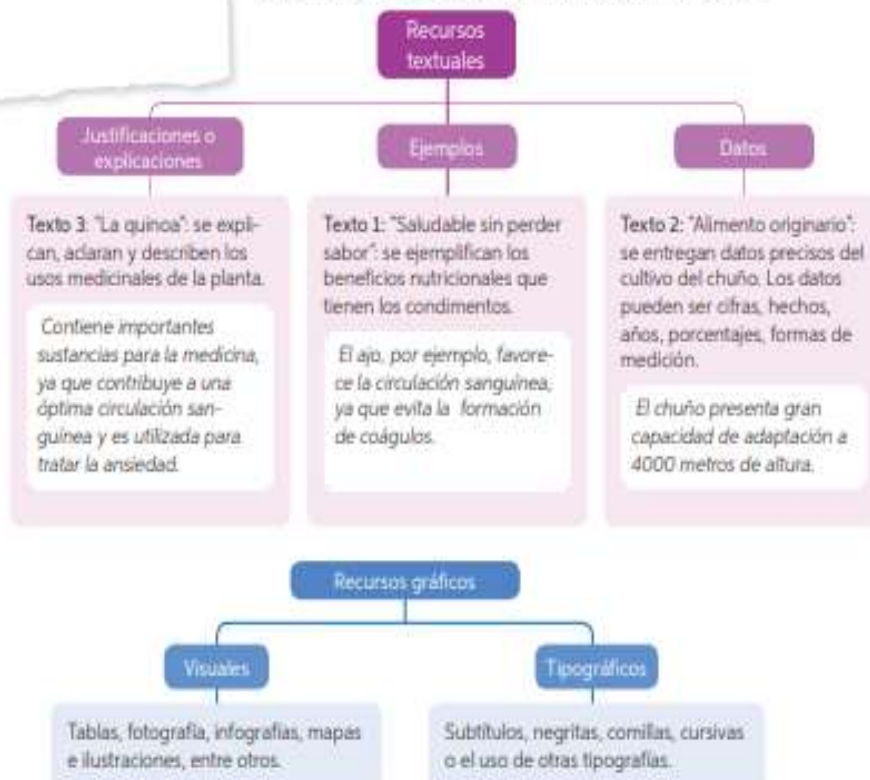 Recursos
textuales
Justificaciones o
explicaciones
Ejemplos
Datos
Texto 3: "La quinoa": se expli-
can, aclaran y describen los
usos medicinales de la planta.
Contiene importantes
sustancias para la medicina,
ya que contribuye a una
óptima circulación san-
guínea y es utilizada para
tratar la ansiedad.
Texto 1: "Saludable sin perder
sabor": se ejemplifican los
beneficios nutricionales que
tienen los condimentos.
El ajo, por ejemplo, favore-
ce la circulación sanguínea,
ya que evita la formación
de coágulos.
Texto 2: "Alimento originario":
se entregan datos precisos del
cultivo del chuño. Los datos
pueden ser cifras, hechos,
años, porcentajes, formas de
medición.
El chuño presenta gran
capacidad de adaptación a
4000 metros de altura.
Recursos gráficos
Visuales
Tipográficos
Tablas, fotografía, infografías, mapas
e ilustraciones, entre otros.
Subtítulos, negritas, comillas, cursivas
o el uso de otras tipografías.